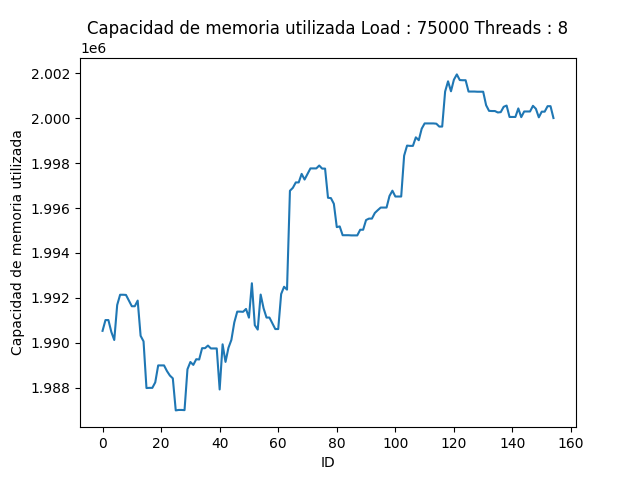 Capacidad de memoria utilizada Load : 75000 Threads : 8
1e6
2.002
2.000
1.998
1.996
1.994
1.992
1.990
1.988
Capacidad de memoria utilizada
0 20 40 60 80 100 120 140 160
ID